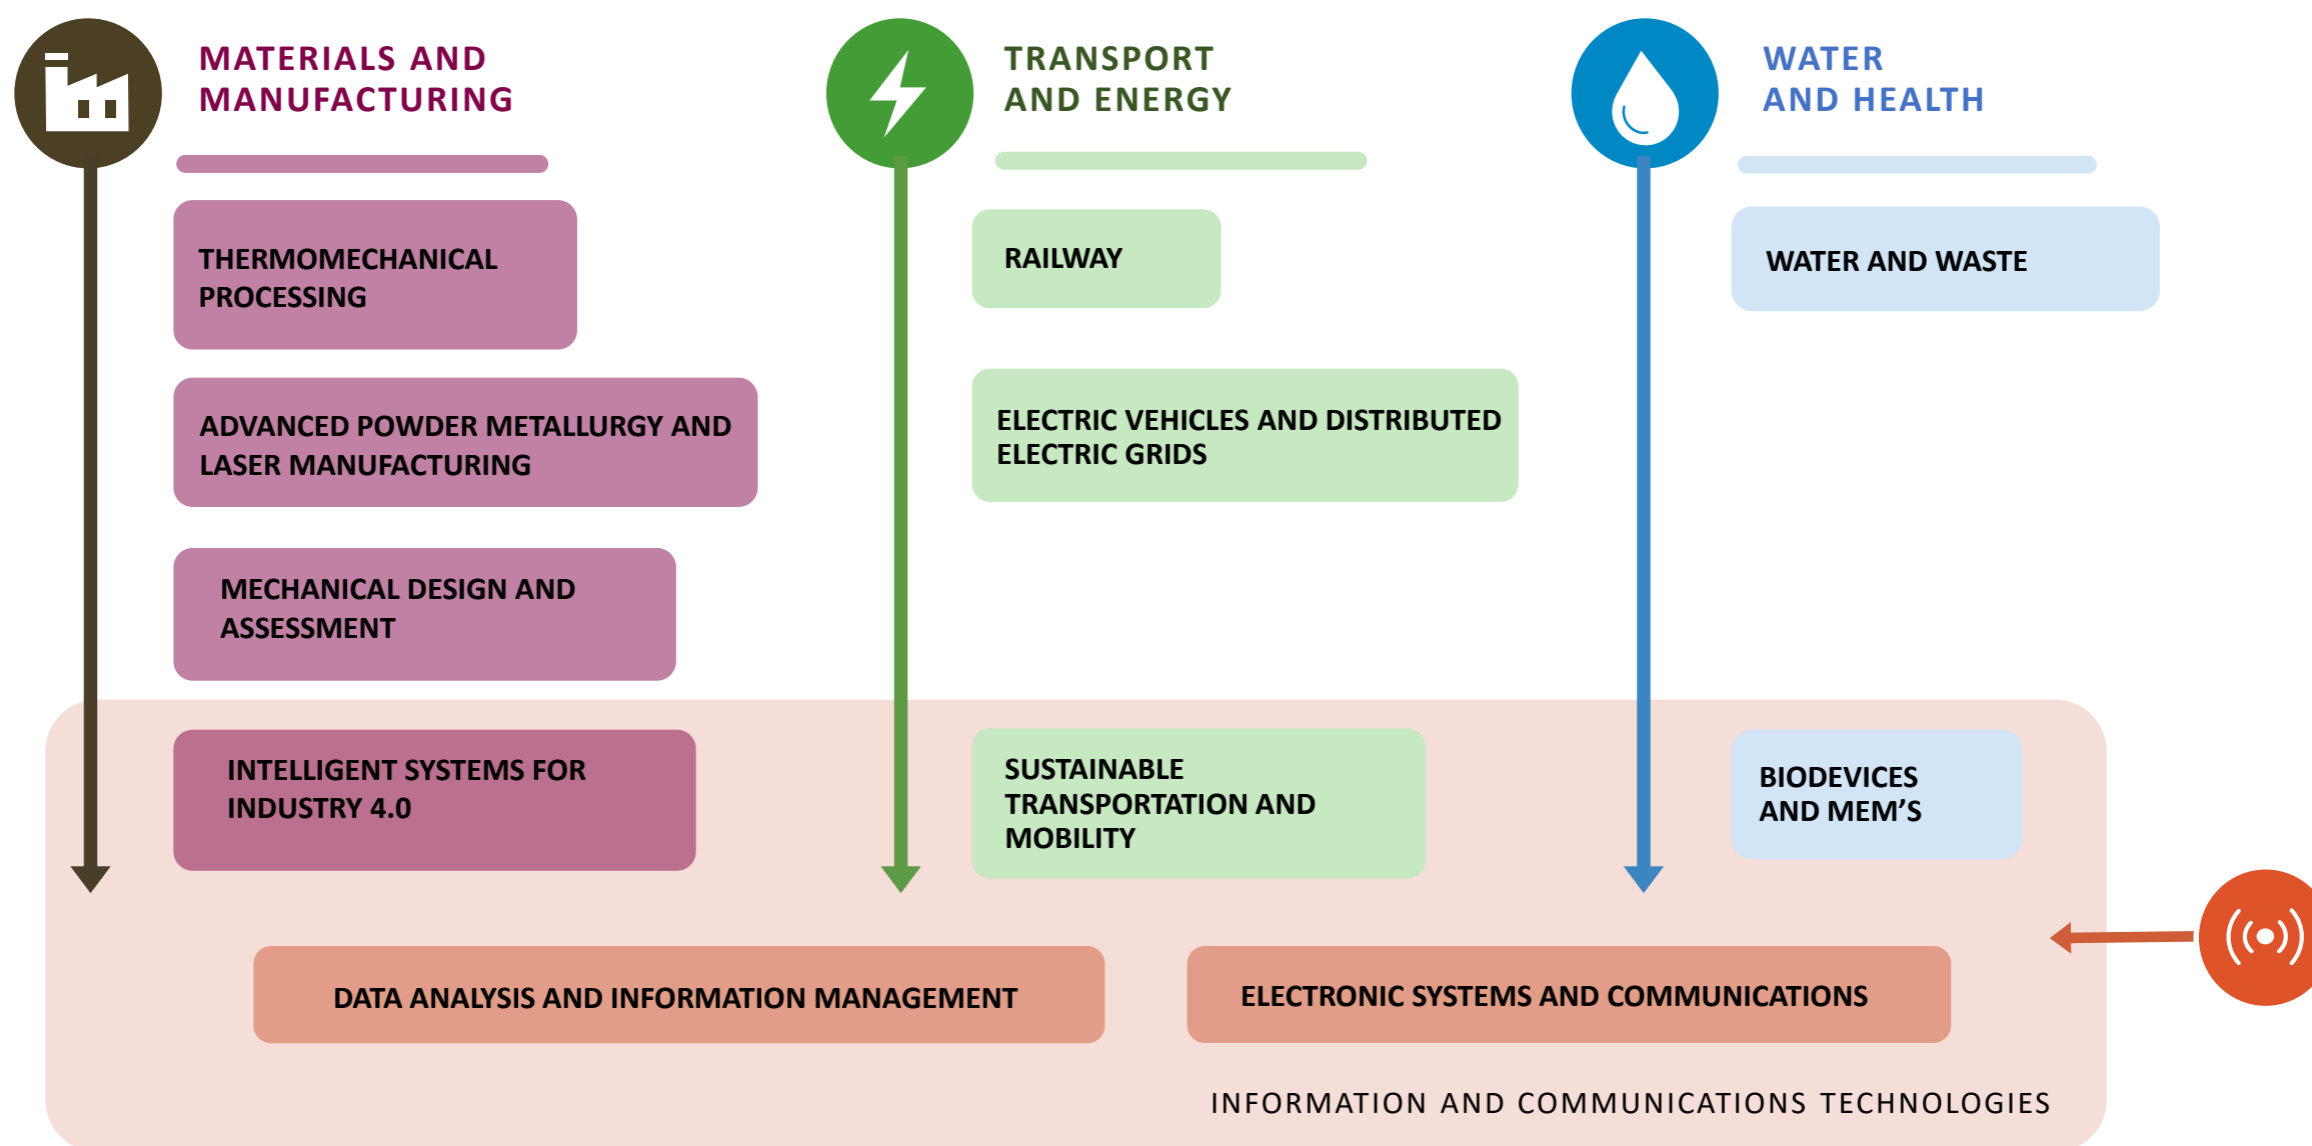 MATERIALS AND
MANUFACTURING
THERMOMECHANICAL
PROCESSING
ADVANCED POWDER METALLURGY AND
LASER MANUFACTURING
MECHANICAL DESIGN AND
ASSESSMENT
INTELLIGENT SYSTEMS FOR
INDUSTRY 4.0
TRANSPORT
AND ENERGY
RAILWAY
ELECTRIC VEHICLES AND DISTRIBUTED
ELECTRIC GRIDS
SUSTAINABLE
TRANSPORTATION AND
MOBILITY
WATER
AND HEALTH
WATER AND WASTE
BIODEVICES
AND MEM’S
DATA ANALYSIS AND INFORMATION MANAGEMENT
ELECTRONIC SYSTEMS AND COMMUNICATIONS
INFORMATION AND COMMUNICATIONS TECHNOLOGIES